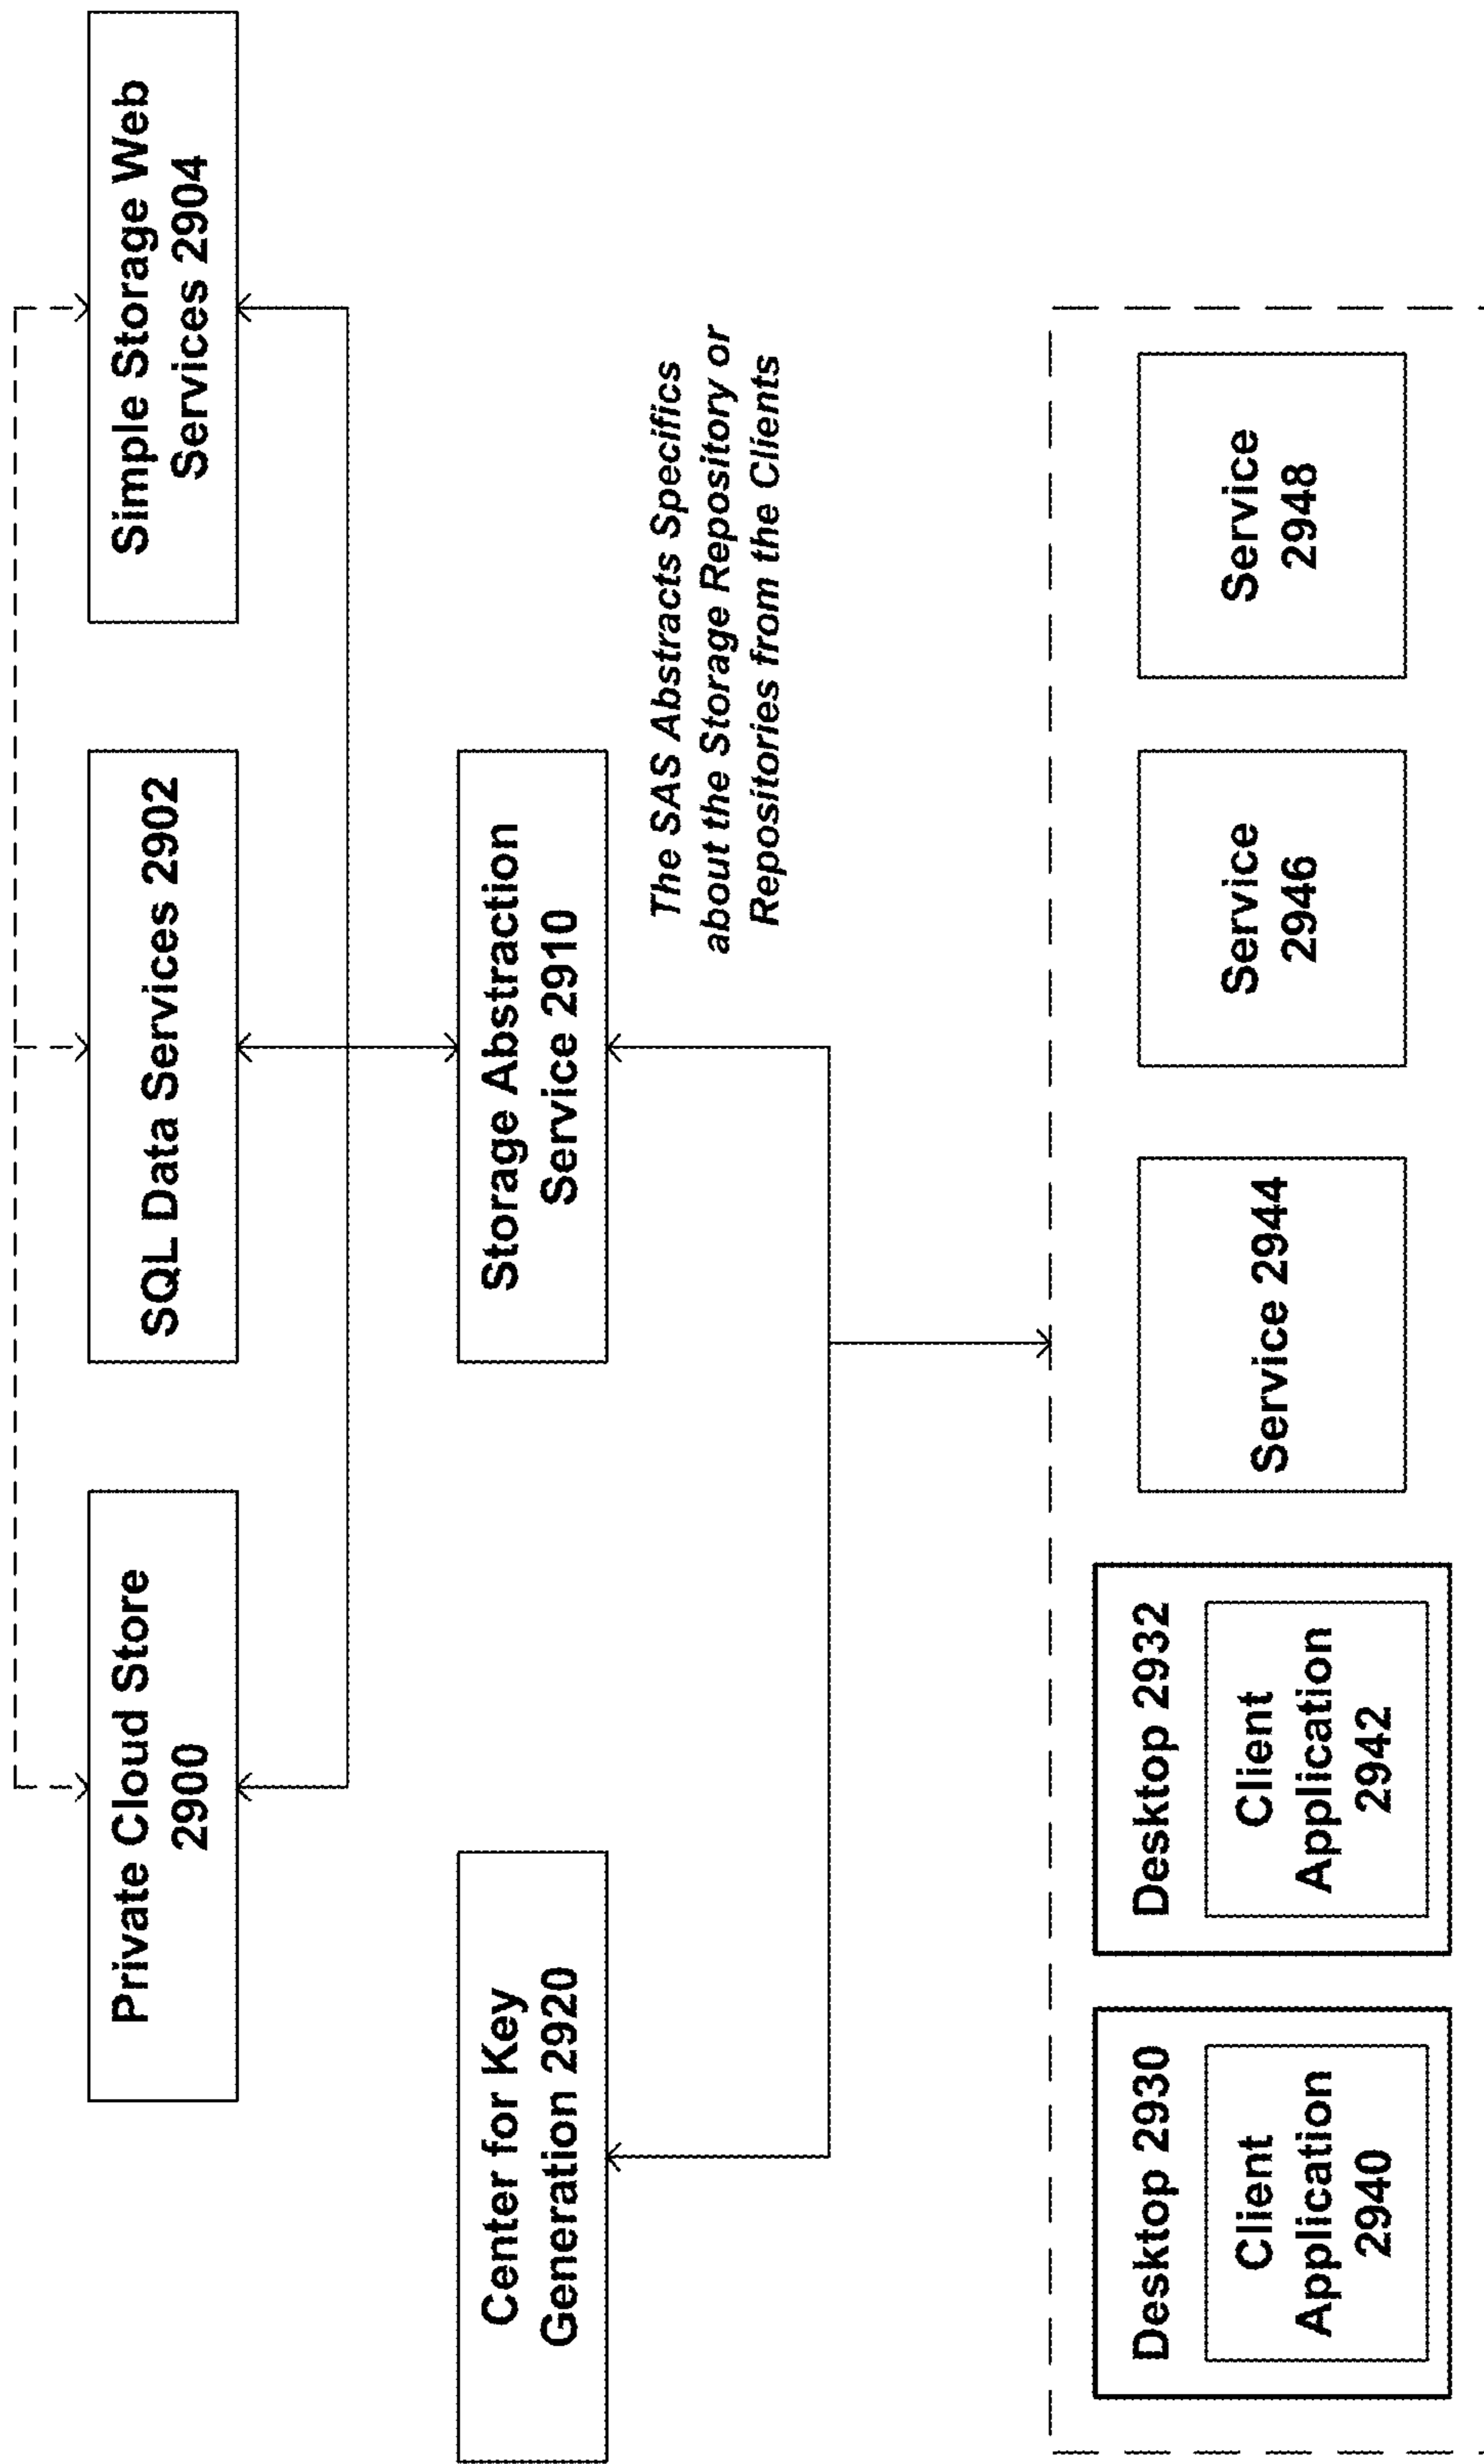 Private Cloud Store
2900
SQL Data Services 2902
Simple Storage Web
Services 2904
Center for Key
Generation 2920
Storage Abstraction
Service 2910
The SAS Abstracts Specifics
about the Storage Repository or
Repositories from the Clients
Desktop 2930
Client
Application
2940
Desktop 2932
Client
Application
2942
Service 2944
Service
2946
Service
2948